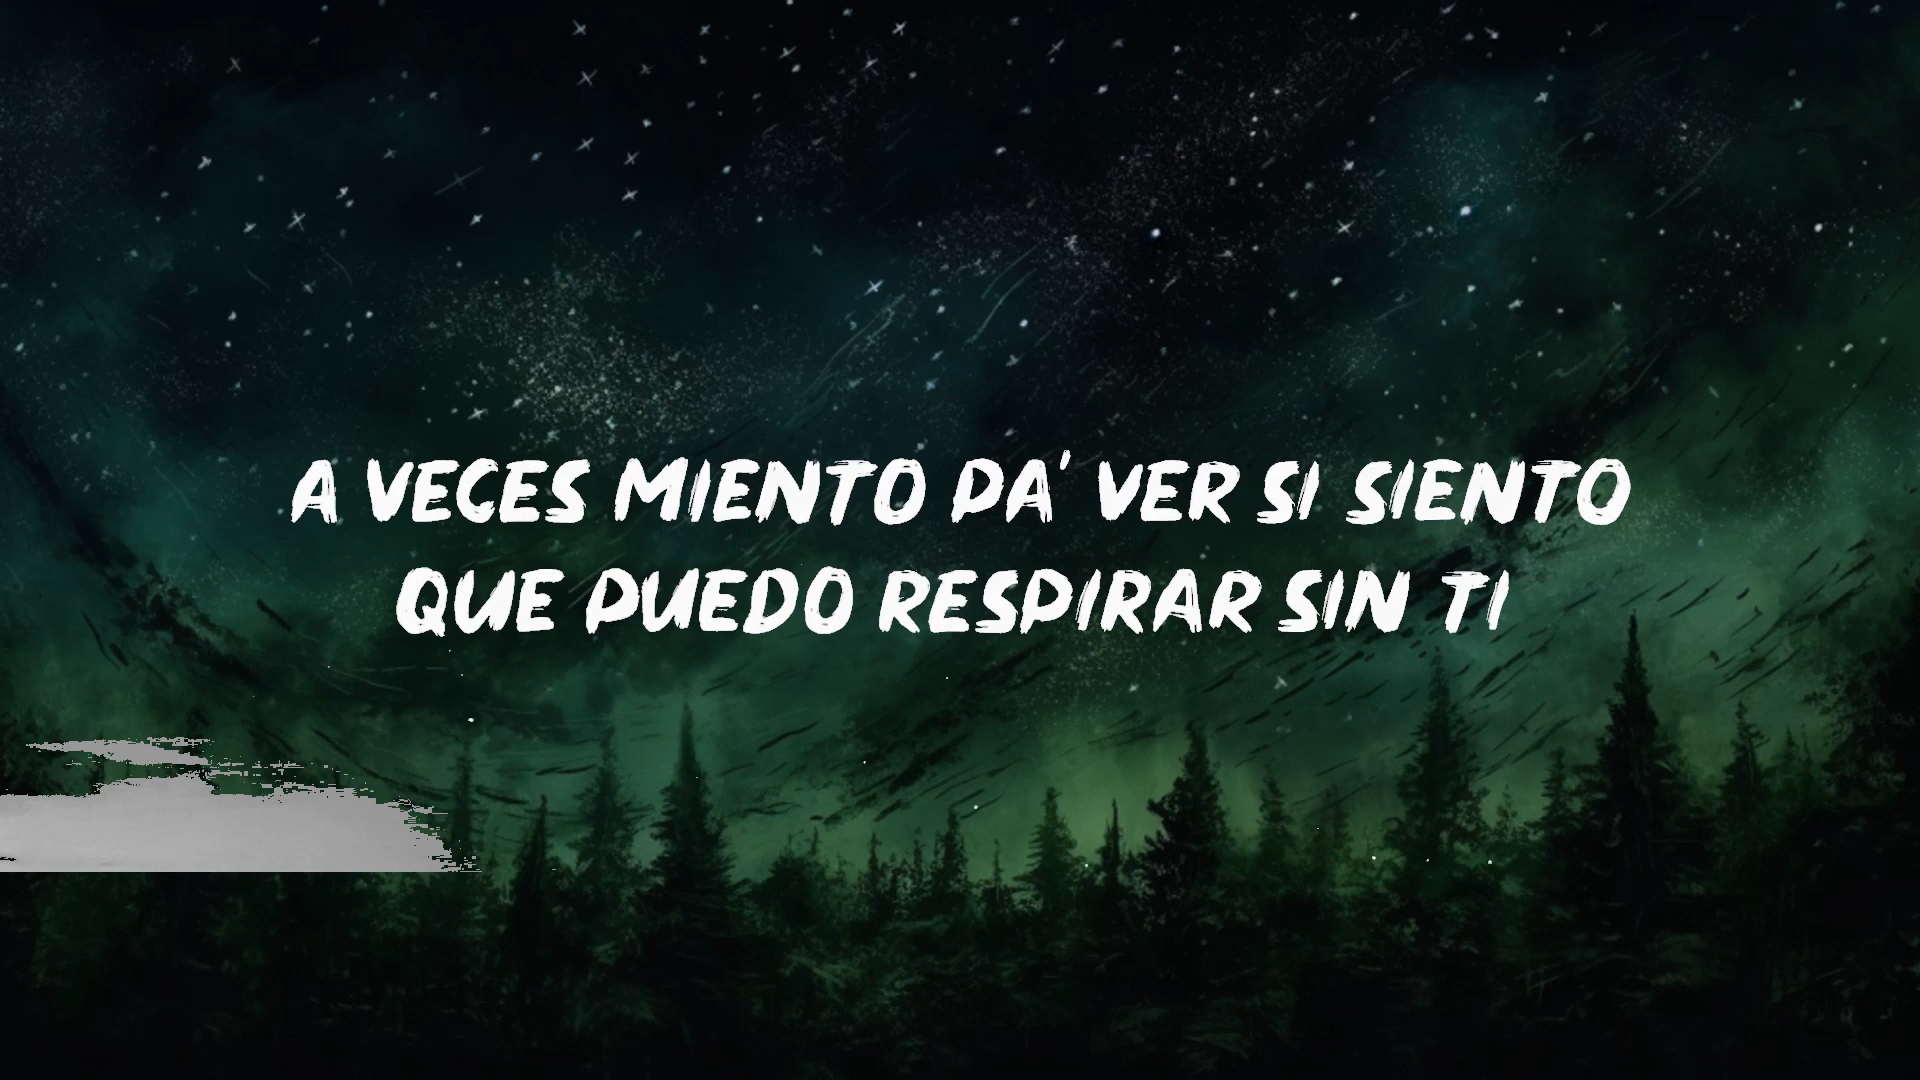 A VECES MIENTO PA' VER SI SIENTO
QUE PUEDO RESPIRAR SIN TI